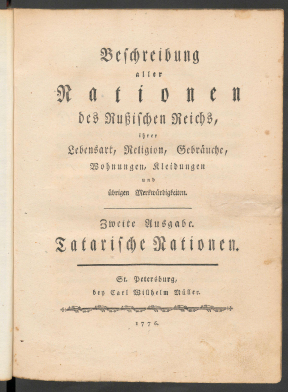 Beschreibung
aller
Nationen
des Rußischen Reichs,
ihrer
Lebensart, Religion, Gebräuche,
Wohnungen, Kleidungen
und
übrigen Merkwürdigkeiten.
Zweite Ausgabe.
Tatarische Nationen.
St. Petersburg,
bey Carl Wilhelm Müller.
1776.